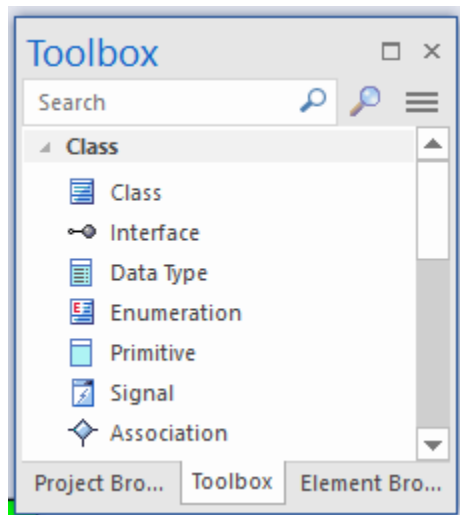 Toolbox
Search
Class
Class
Interface
Data Type
Enumeration
Primitive
Signal
Association
Project Bro... Toolbox Element Bro...